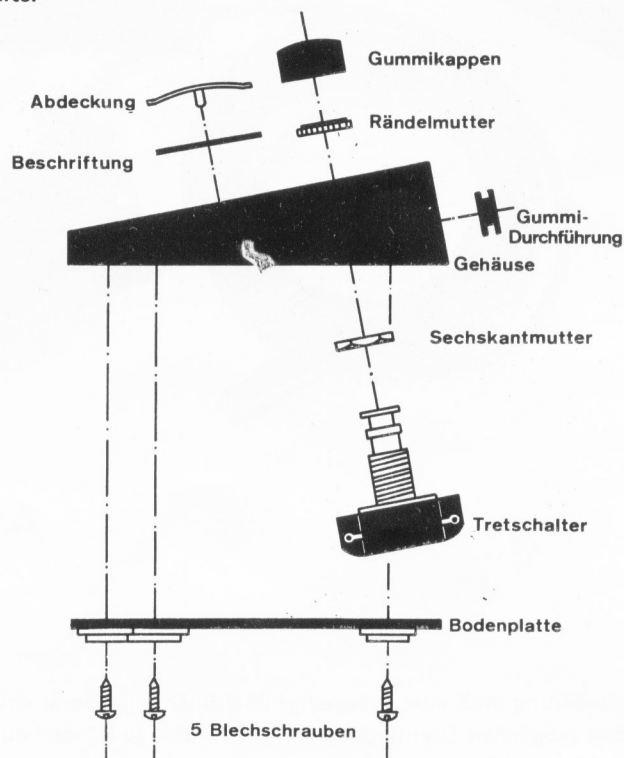 Gummikappen
Abdeckung
Rändelmutter
Beschriftung
Gummi-
Durchführung
Gehäuse
Sechskantmutter
Tretschalter
Bodenplatte
5 Blechschrauben